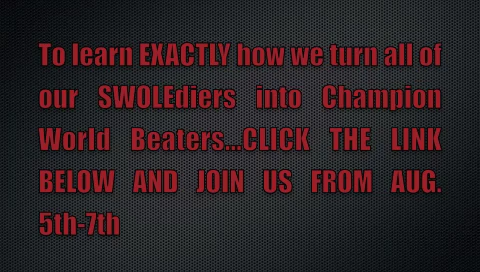 To learn EXACTLY how we turn all of
our SWOLEdiers into Champion
World Beaters...CLICK THE LINK
BELOW AND JOIN US FROM AUG.
5th-7th